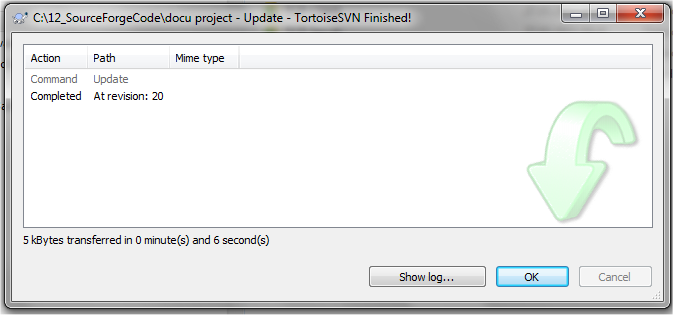 C:\12_SourceForgeCode\docu project - Update - TortoiseSVN Finished!
Action Path Mime type
Command Update
Completed At revision: 20
5 kBytes transferred in 0 minute(s) and 6 second(s)
Show log... OK Cancel